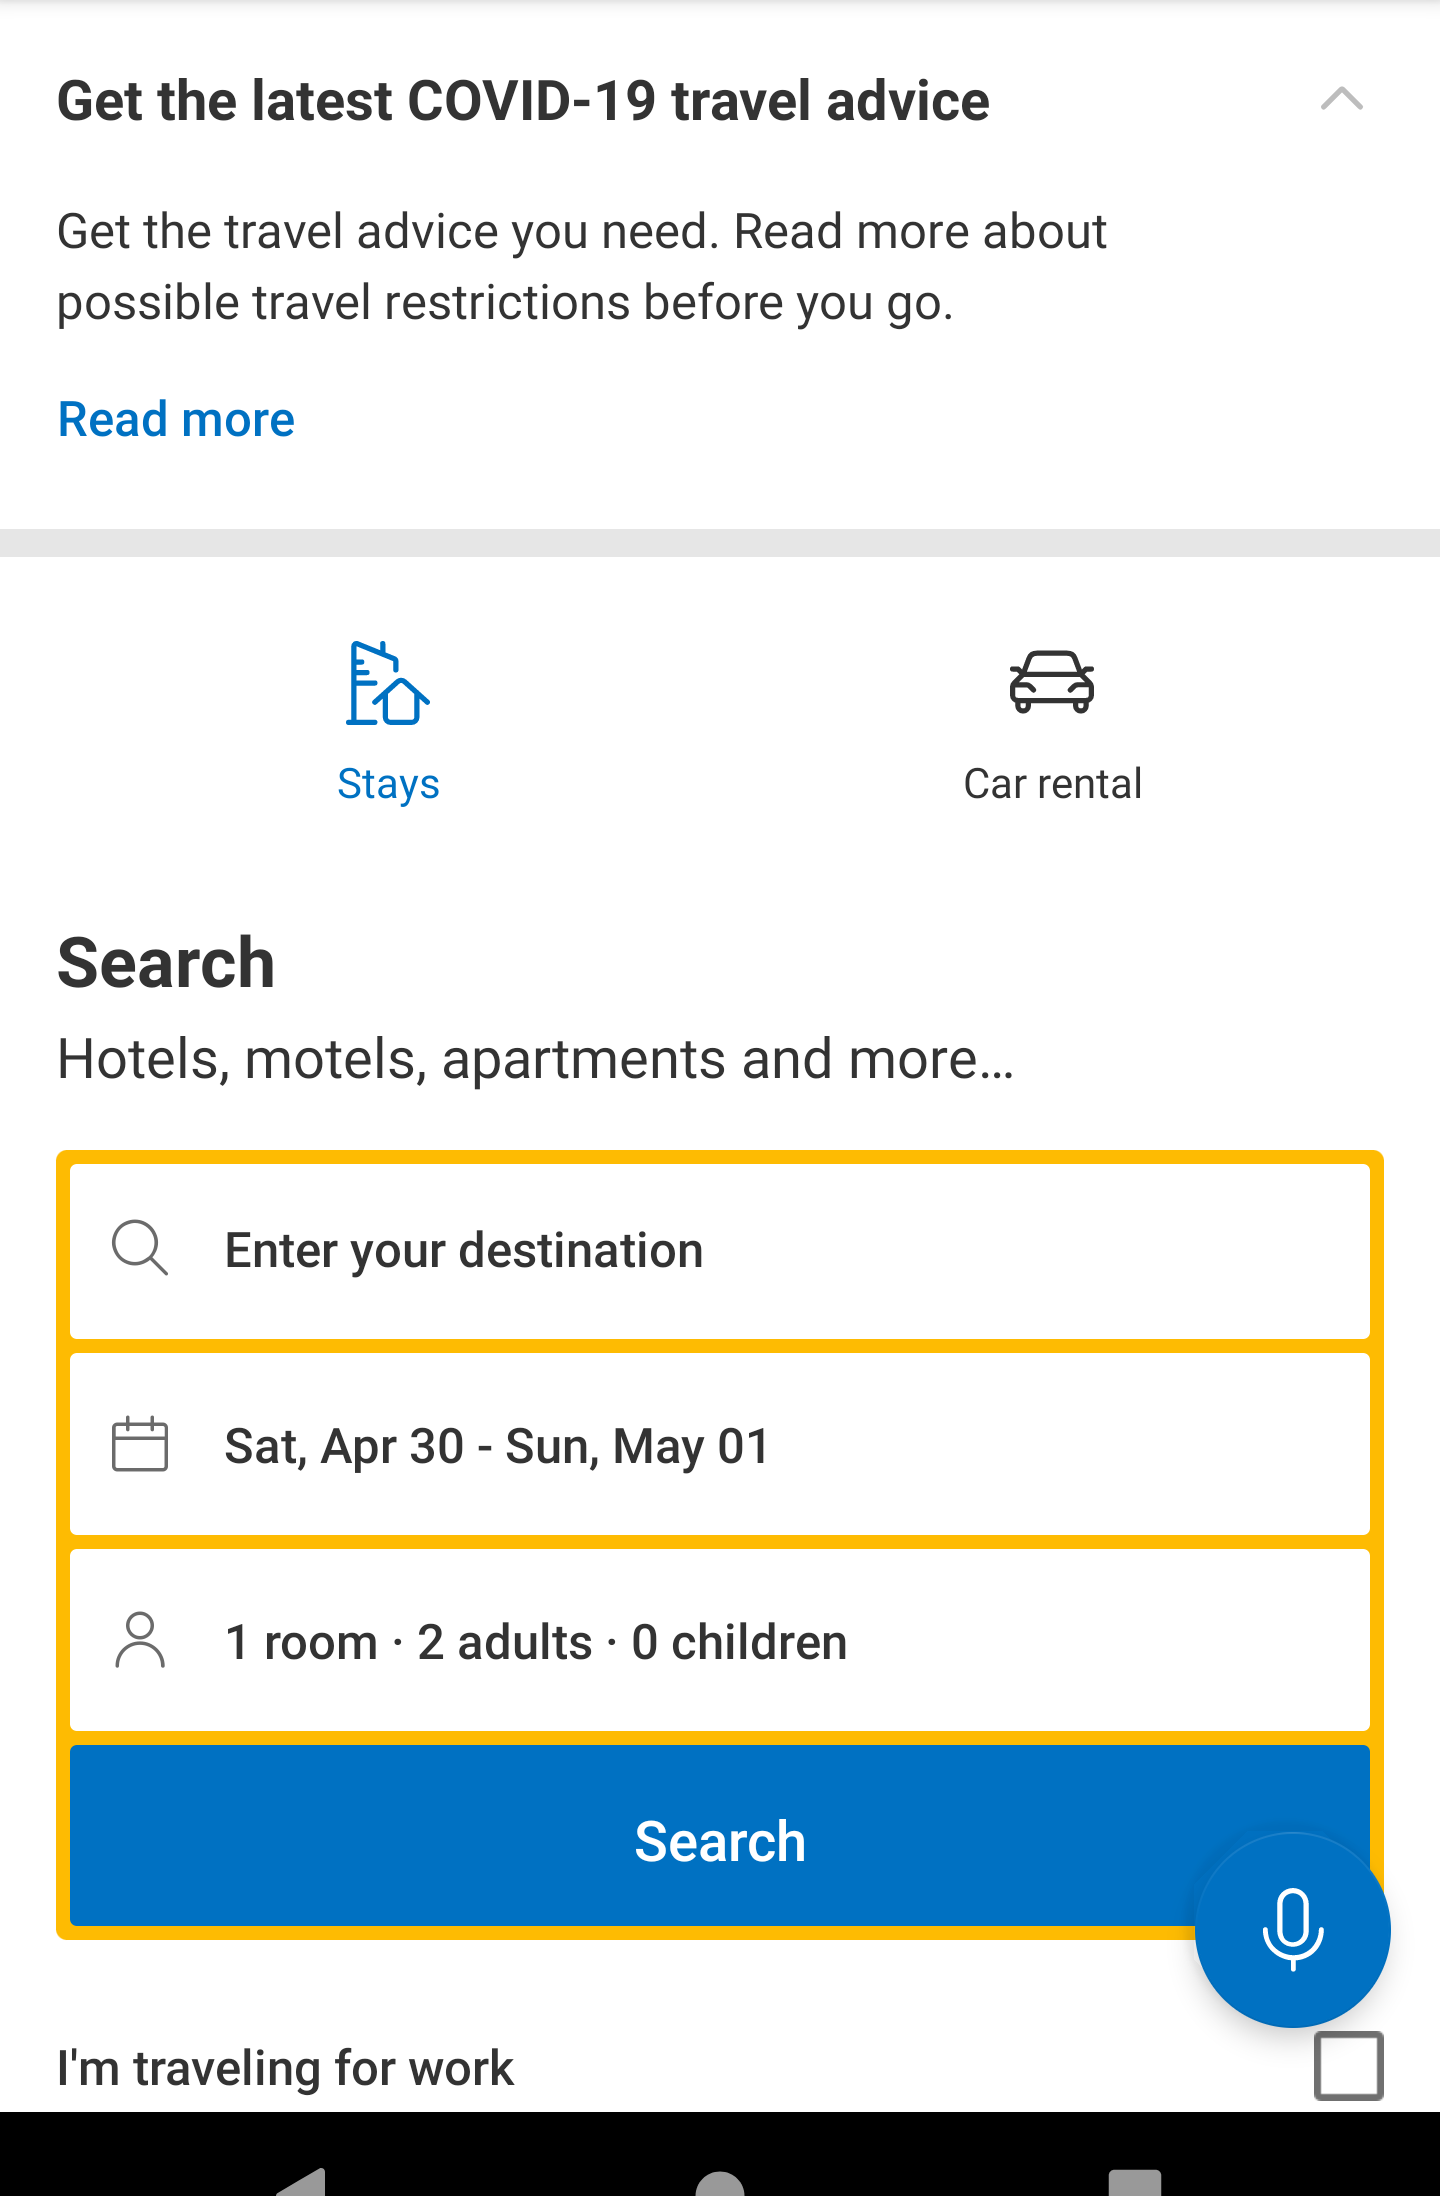 Get the latest COVID-19 travel advice
Get the travel advice you need. Read more about
possible travel restrictions before you go.
Read more
Stays
Car rental
Search
Hotels, motels, apartments and more...
Enter your destination
Sat, Apr 30 - Sun, May 01
1 room · 2 adults · 0 children
Search
I'm traveling for work